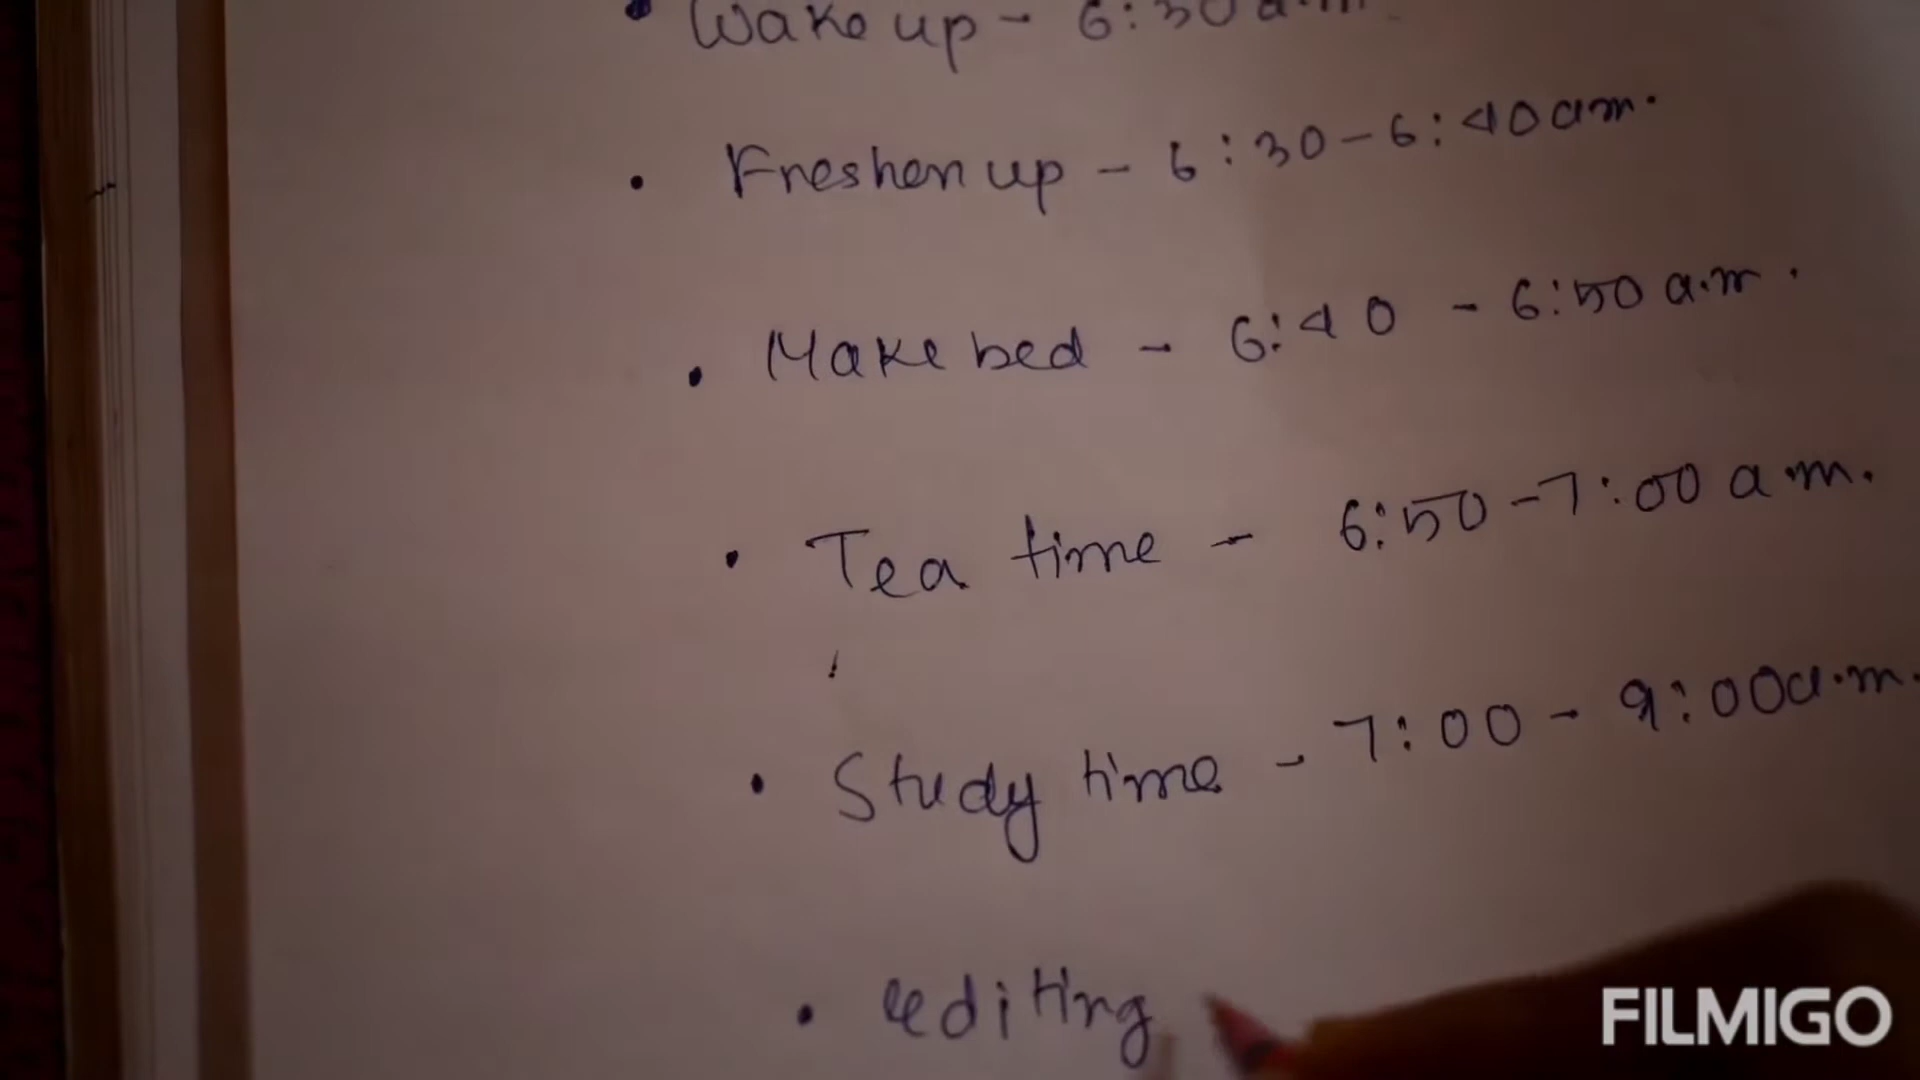 • Wake up - 6:30 a.m
• Freshen up - 6:30-6:40 am.
• Make bed - 6:40 - 6:50 a.m.
• Tea time - 6:50-7:00 a.m.
• Study time - 7:00 - 9:00 a.m.
• editing
FILMIGO